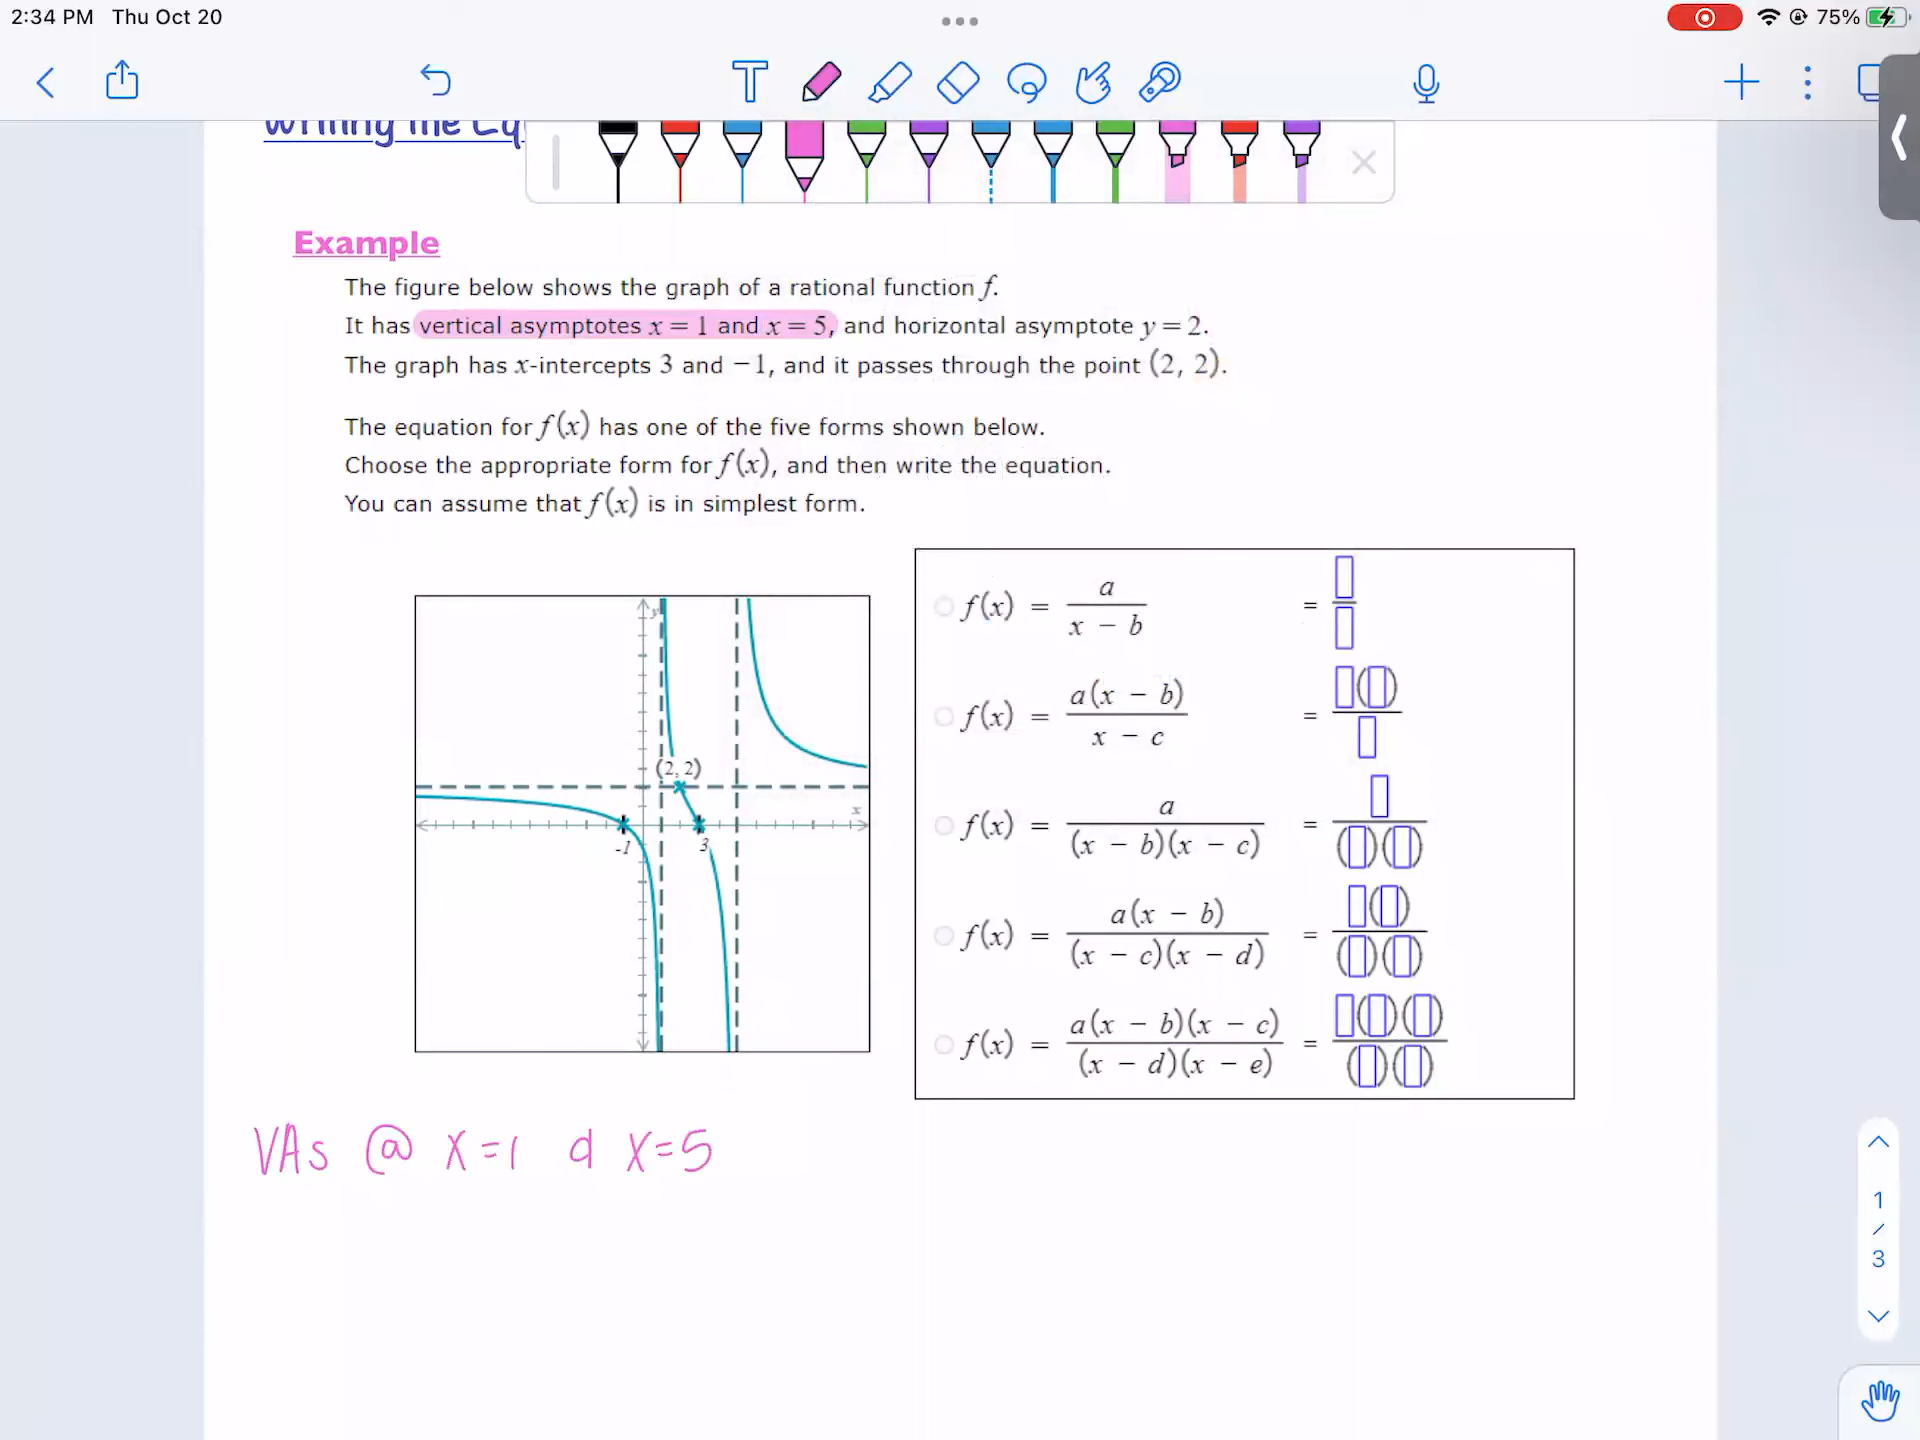 2:34 PM Thu Oct 20
75%
Writing the Eq
Example
The figure below shows the graph of a rational function f.
It has vertical asymptotes x = 1 and x = 5, and horizontal asymptote y = 2.
The graph has x-intercepts 3 and −1, and it passes through the point (2, 2).
The equation for f(x) has one of the five forms shown below.
Choose the appropriate form for f(x), and then write the equation.
You can assume that f(x) is in simplest form.
y
(2, 2)
x
-1
3
f(x) = a / (x − b) = ▯/▯
f(x) = a(x − b) / (x − c) = ▯(▯)/▯
f(x) = a / ((x − b)(x − c)) = ▯/(▯)(▯)
f(x) = a(x − b) / ((x − c)(x − d)) = ▯(▯)/(▯)(▯)
f(x) = a(x − b)(x − c) / ((x − d)(x − e)) = ▯(▯)(▯)/(▯)(▯)
VAs @ x=1 d x=5
1
/
3